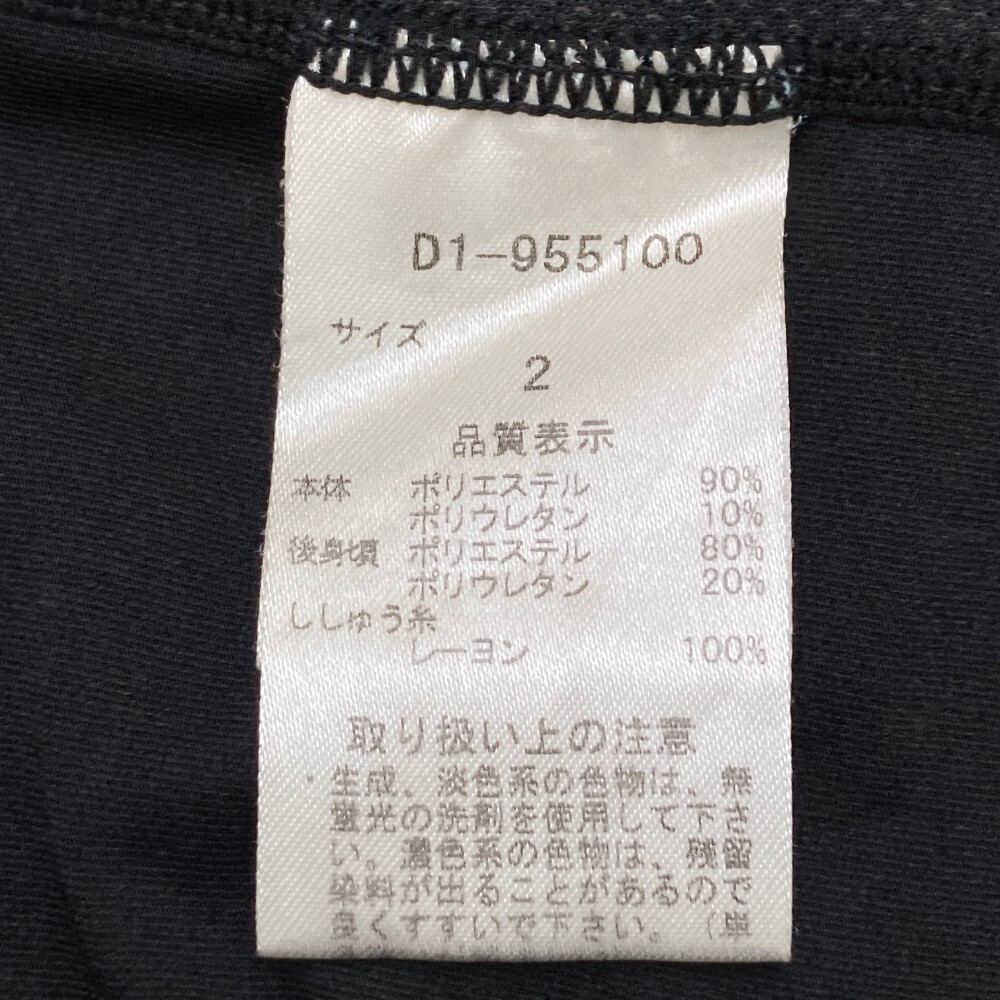 D1-955100
サイズ
2
品質表示
本体 ポリエステル 90%
ポリウレタン 10%
後身頃 ポリエステル 80%
ポリウレタン 20%
ししゅう糸
レーヨン 100%
取り扱い上の注意
・生成、淡色系の色物は、無
蛍光の洗剤を使用して下さ
い。濃色系の色物は、残留
染料が出ることがあるので
良くすすいで下さい。(単